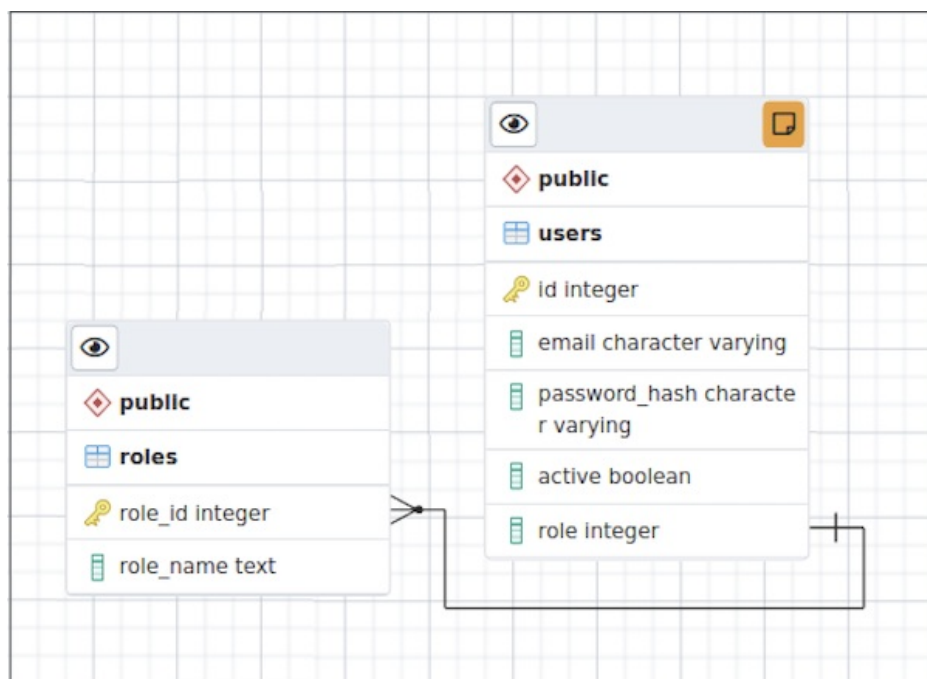 public
users
id integer
email character varying
password_hash characte
r varying
active boolean
role integer
public
roles
role_id integer
role_name text